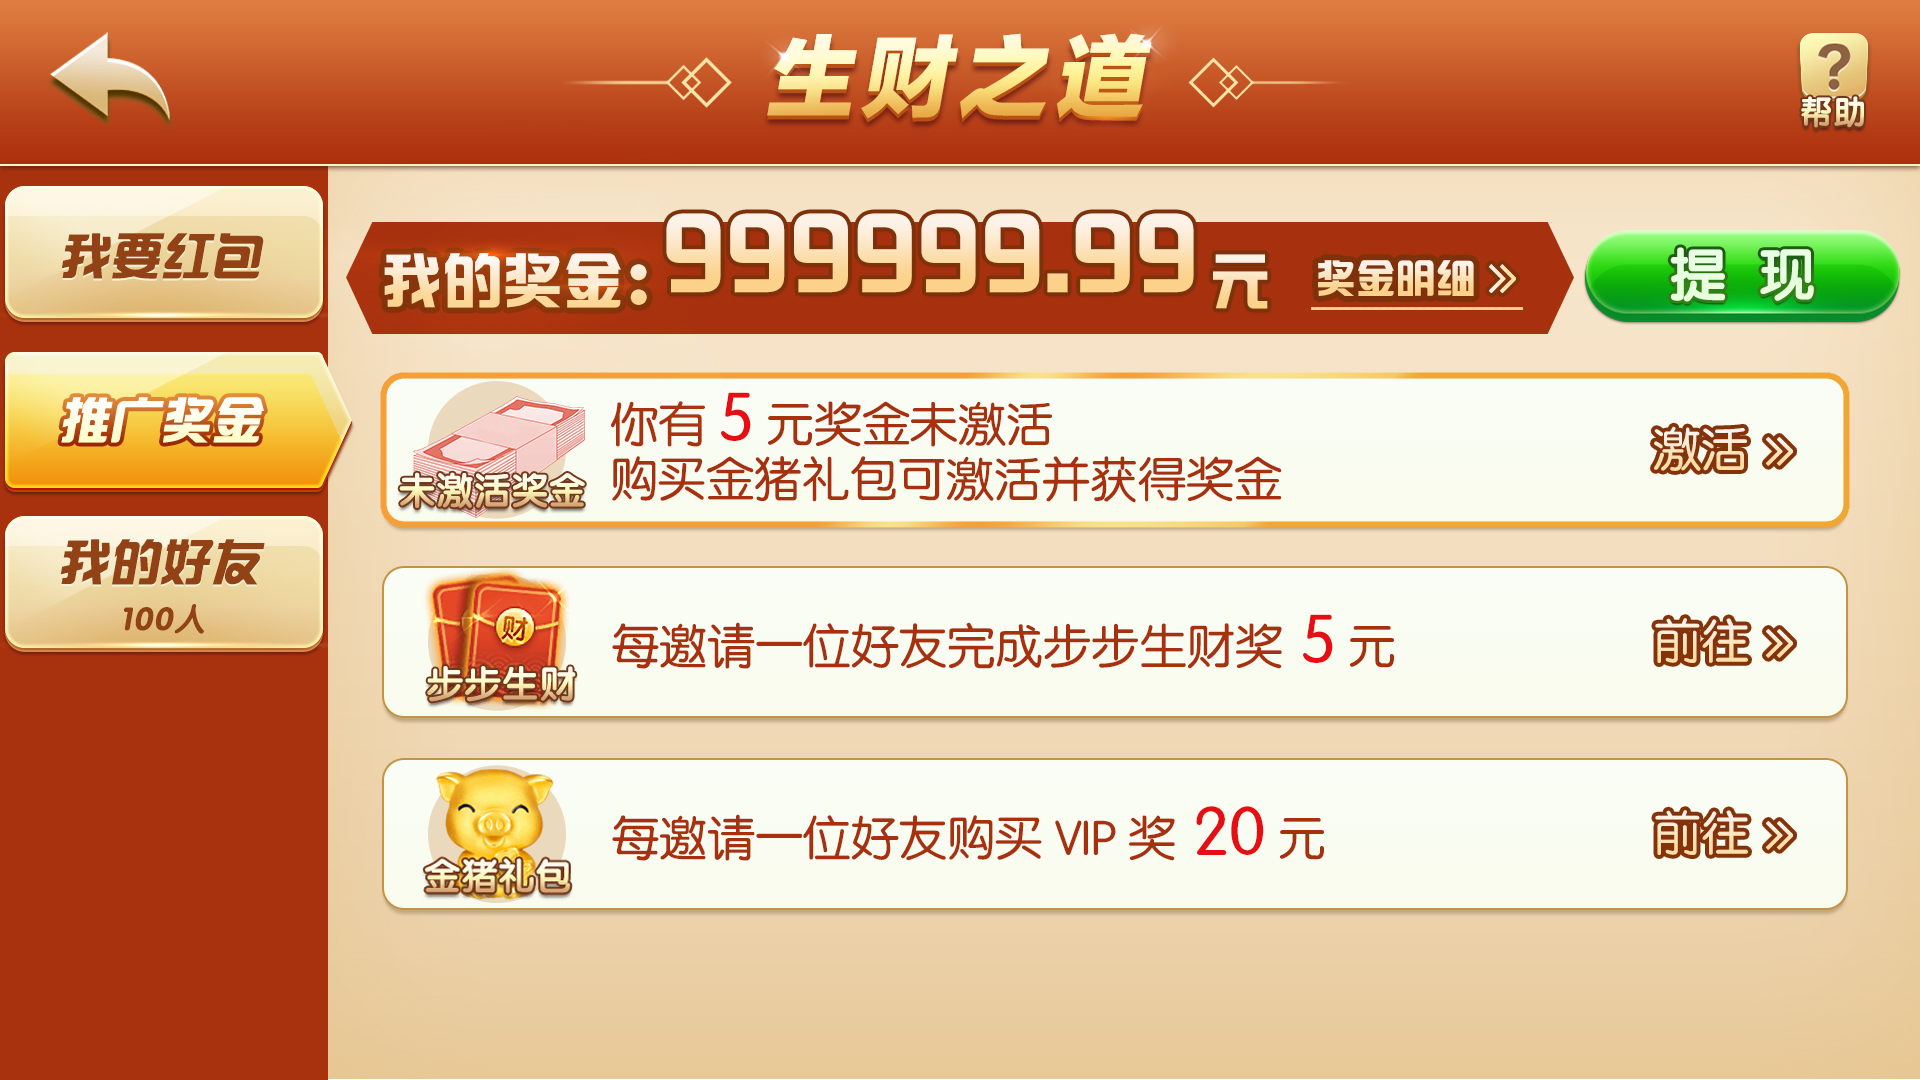 生财之道
?
帮助
我要红包
推广奖金
我的好友
100人
我的奖金: 999999.99 元
奖金明细
提 现
未激活奖金
你有 5 元奖金未激活
购买金猪礼包可激活并获得奖金
激活
财
步步生财
每邀请一位好友完成步步生财奖 5 元
前往
金猪礼包
每邀请一位好友购买 VIP 奖 20 元
前往